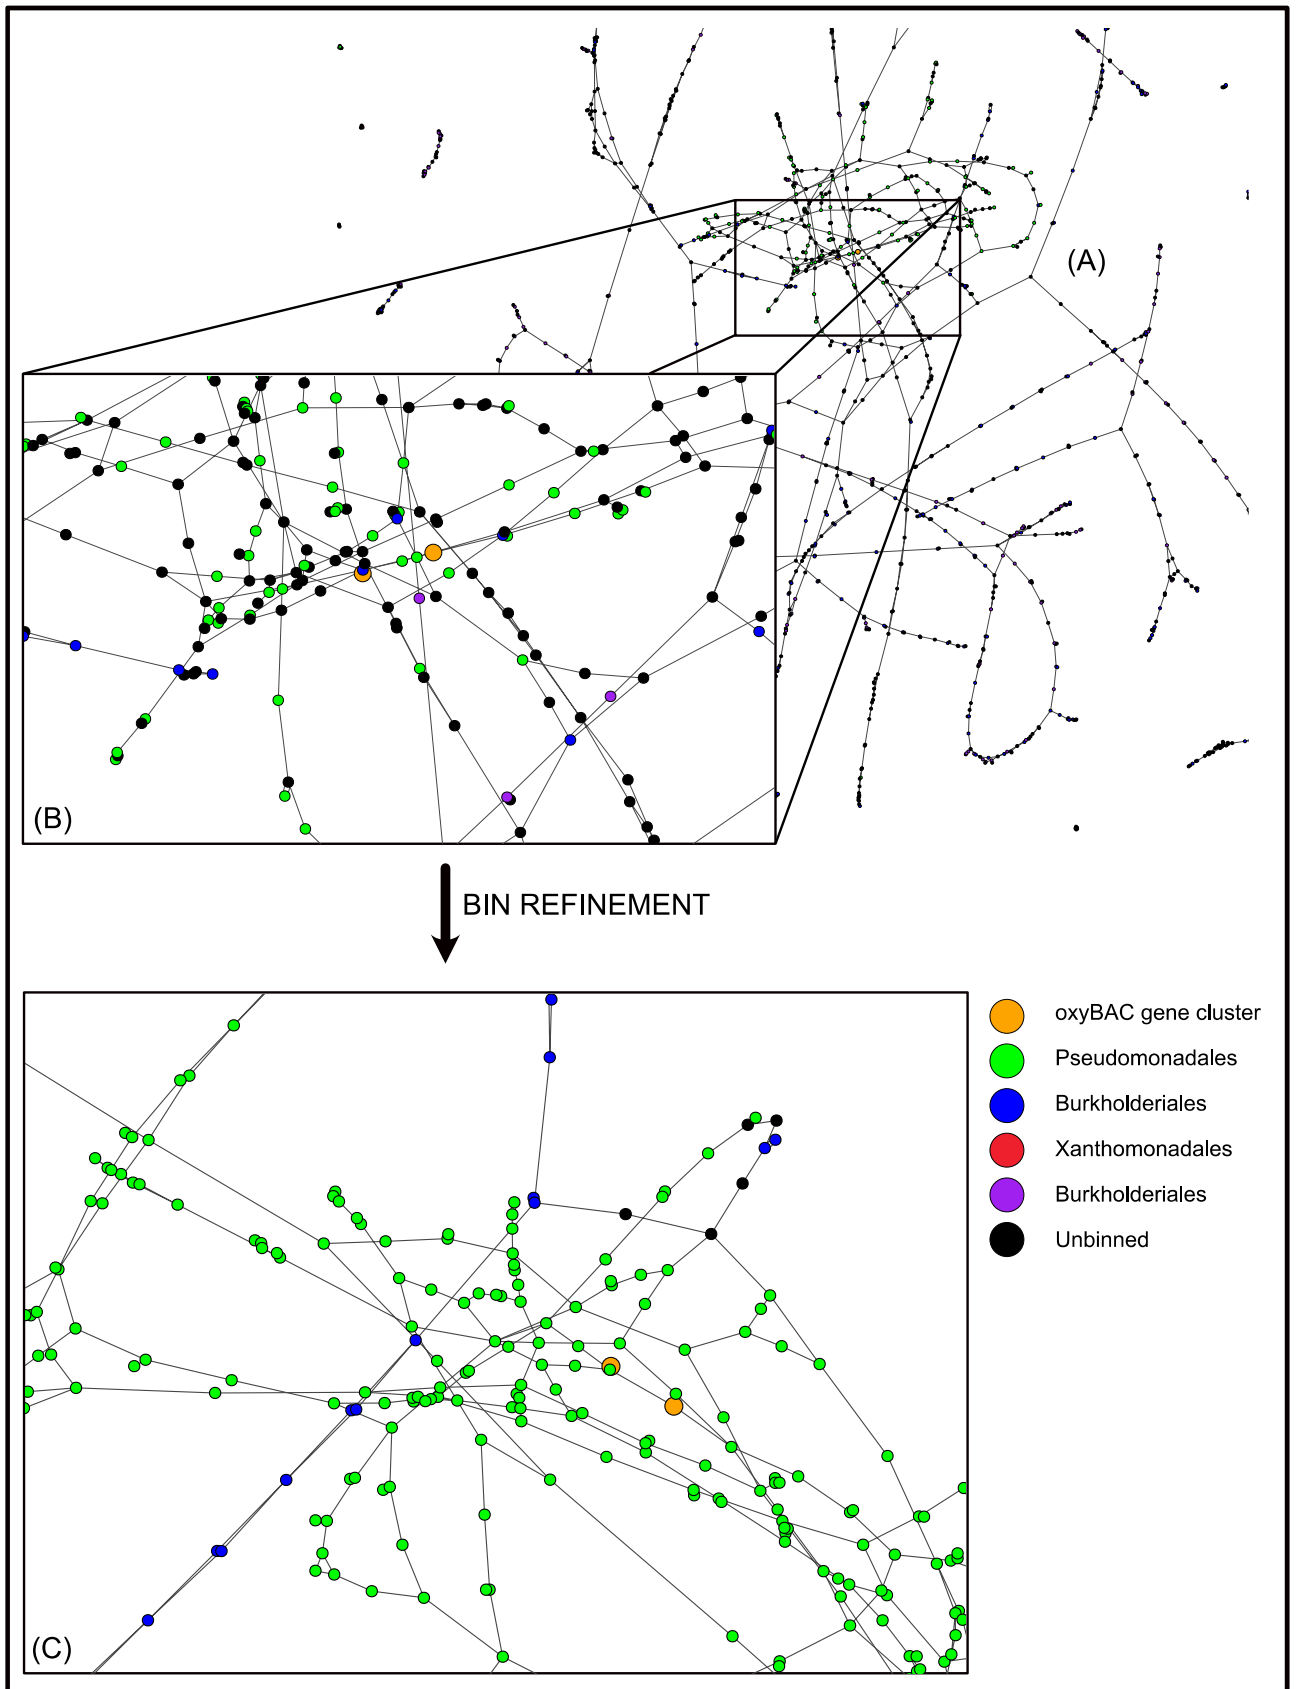 (A)
(B)
BIN REFINEMENT
oxyBAC gene cluster
Pseudomonadales
Burkholderiales
Xanthomonadales
Burkholderiales
Unbinned
(C)